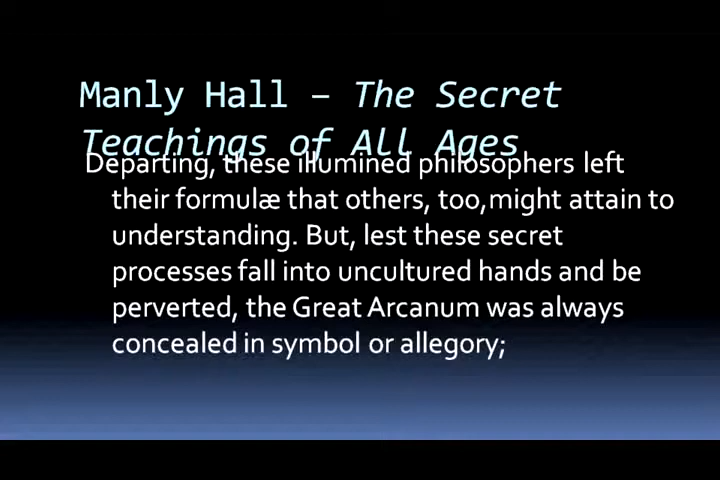 Manly Hall – The Secret
Teachings of All Ages
Departing, these illumined philosophers left
their formulæ that others, too,might attain to
understanding. But, lest these secret
processes fall into uncultured hands and be
perverted, the Great Arcanum was always
concealed in symbol or allegory;